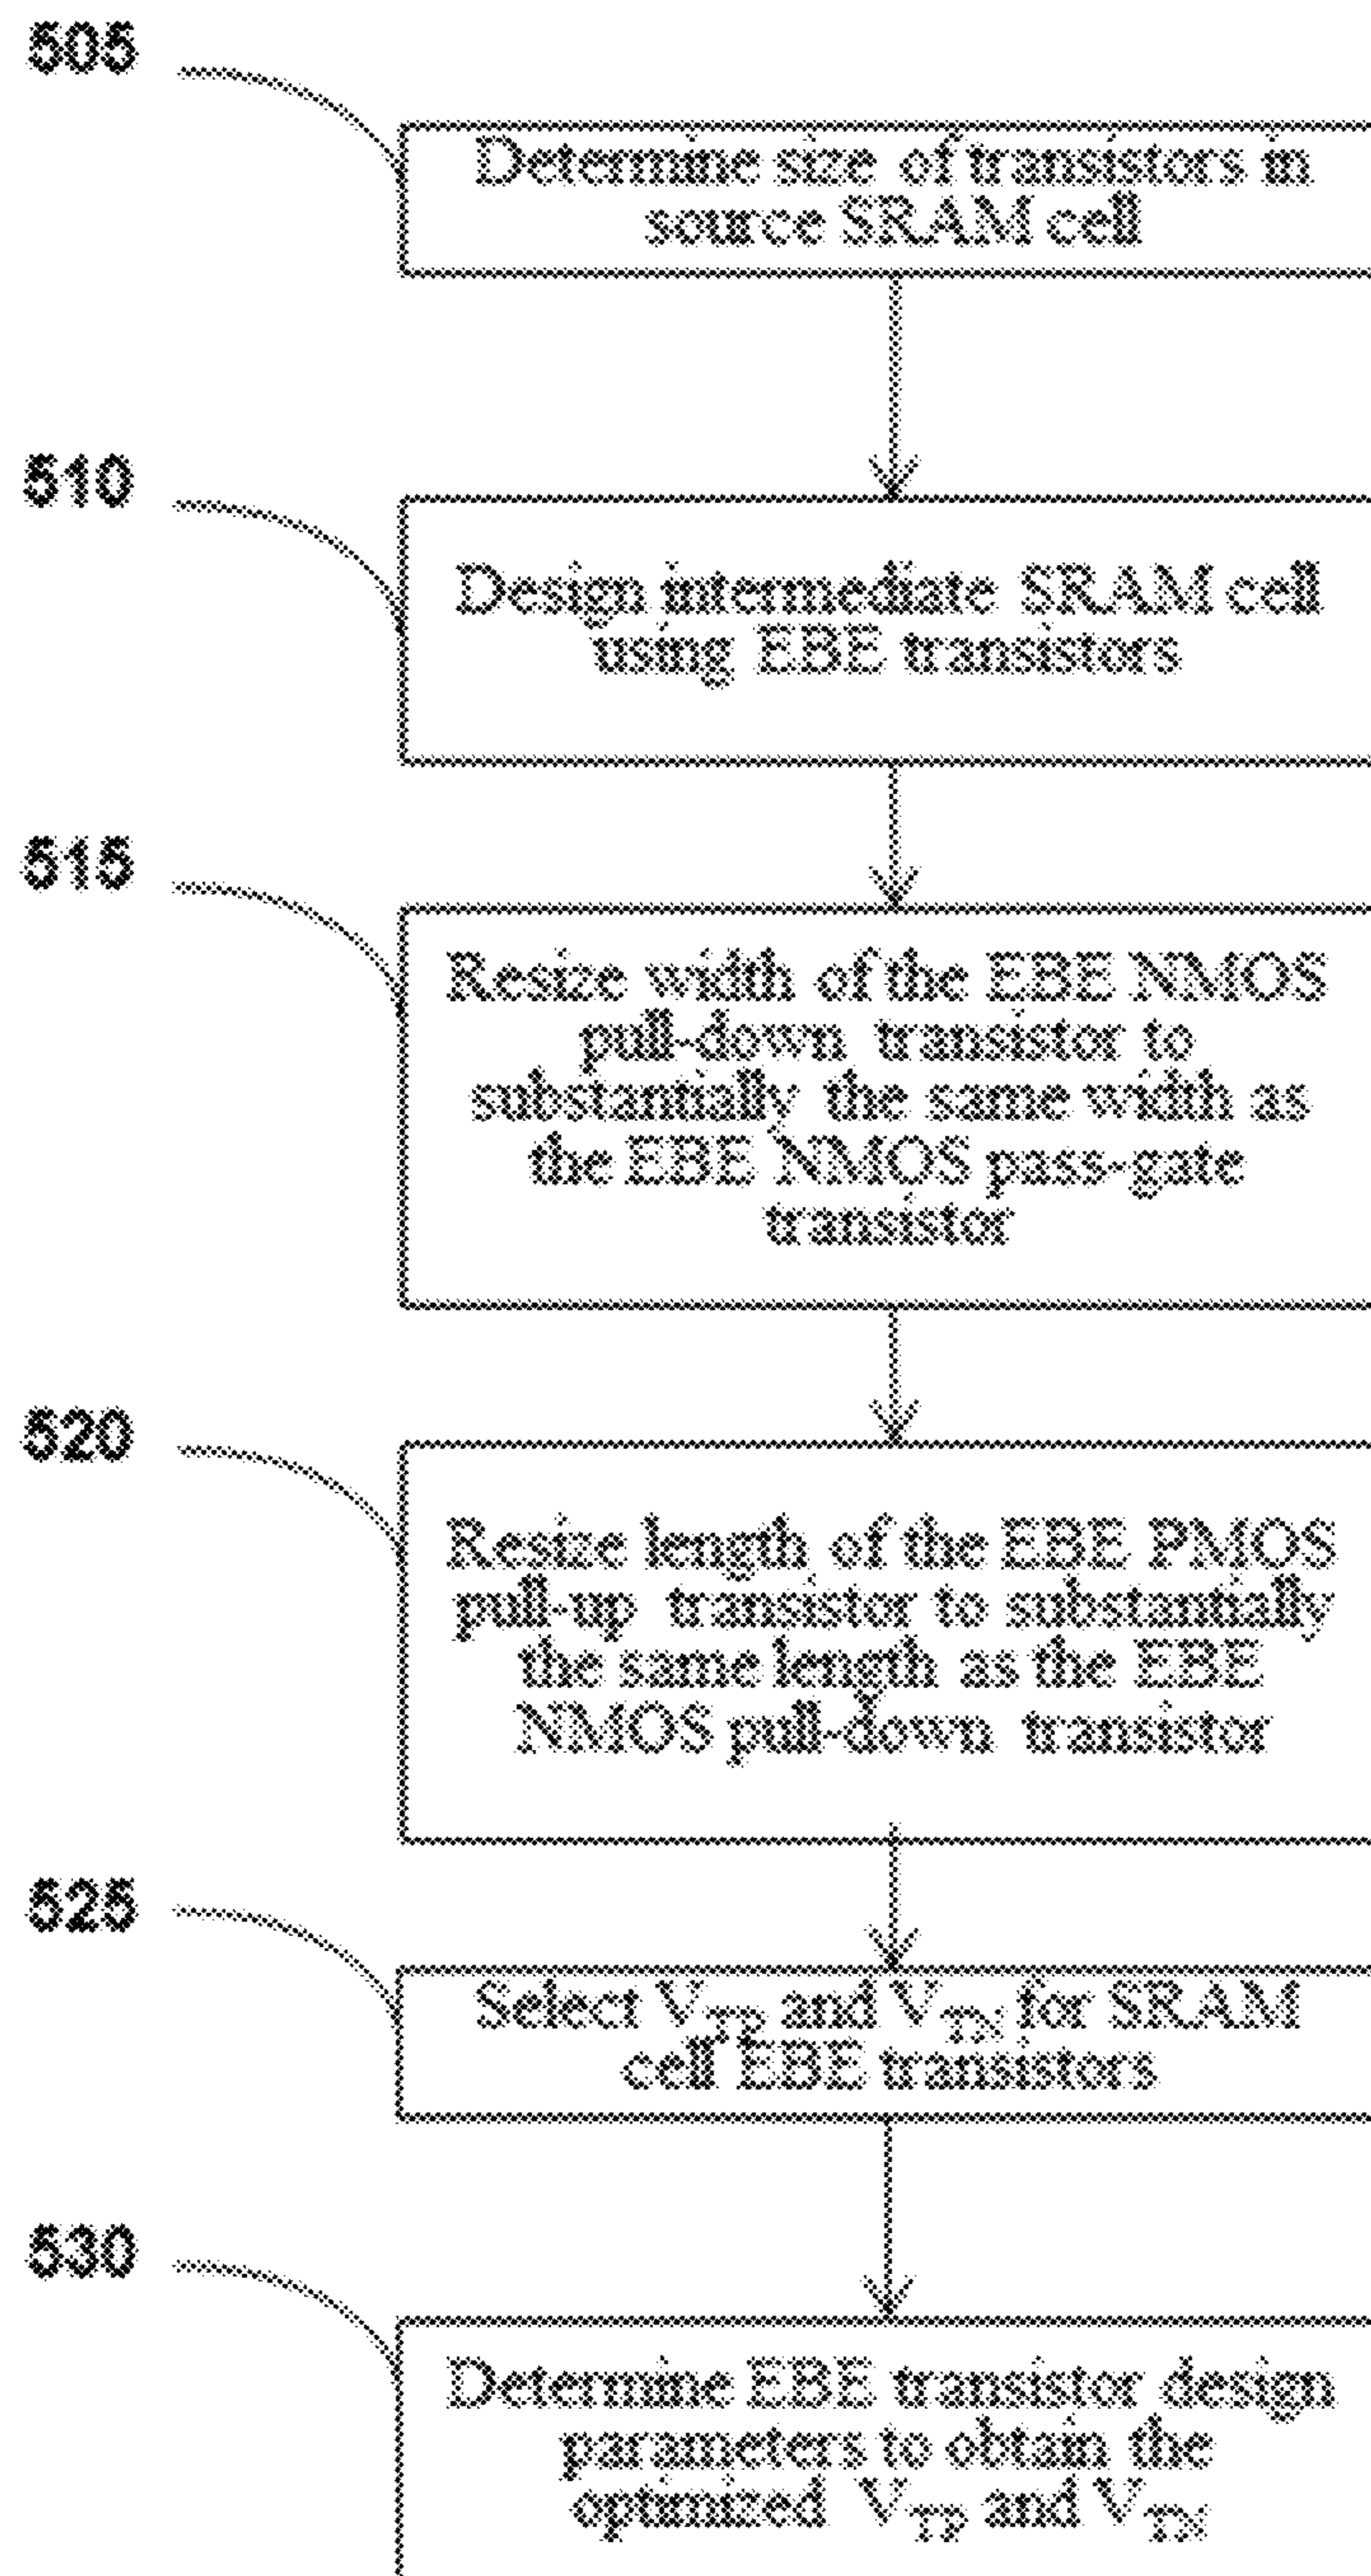 505
Determine size of transistors in
source SRAM cell
510
Design intermediate SRAM cell
using EBE transistors
515
Resize width of the EBE NMOS
pull-down transistor to
substantially the same width as
the EBE NMOS pass-gate
transistor
520
Resize length of the EBE PMOS
pull-up transistor to substantially
the same length as the EBE
NMOS pull-down transistor
525
Select VTP and VTN for SRAM
cell EBE transistors
530
Determine EBE transistor design
parameters to obtain the
optimized VTP and VTN